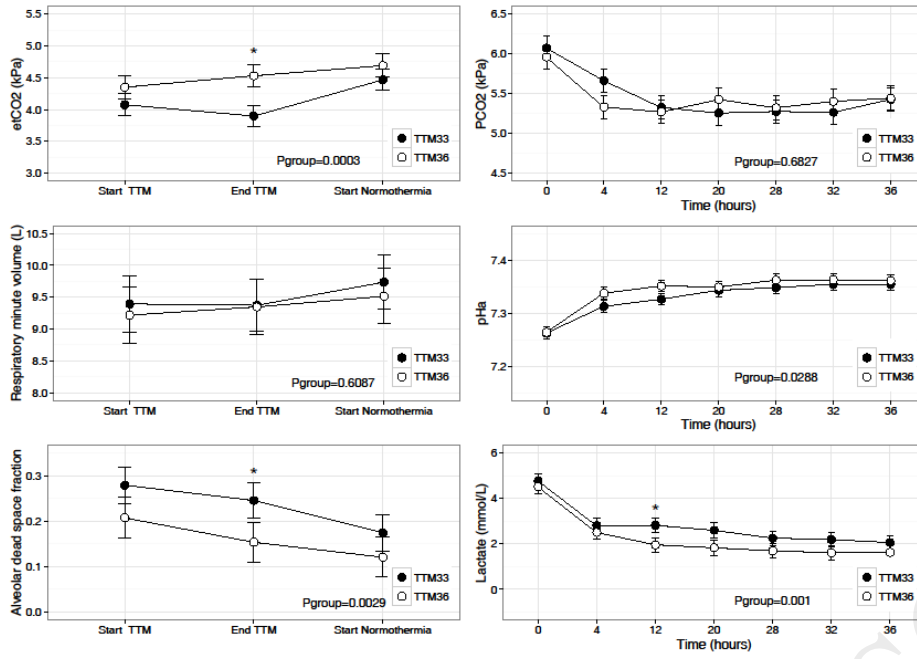 5.5
5.0
4.5
4.0
3.5
3.0
etCO2 (kPa)
*
TTM33
TTM36
Pgroup=0.0003
Start TTM
End TTM
Start Normothermia
6.5
6.0
5.5
5.0
4.5
PCO2 (kPa)
TTM33
TTM36
Pgroup=0.6827
0
4
12
20
28
32
36
Time (hours)
10.5
10.0
9.5
9.0
8.5
8.0
Respiratory minute volume (L)
TTM33
TTM36
Pgroup=0.6087
Start TTM
End TTM
Start Normothermia
7.4
7.3
7.2
pHa
TTM33
TTM36
Pgroup=0.0288
0
4
12
20
28
32
36
Time (hours)
0.3
0.2
0.1
0.0
Alveolar dead space fraction
*
TTM33
TTM36
Pgroup=0.0029
Start TTM
End TTM
Start Normothermia
6
4
2
0
Lactate (mmol/L)
*
TTM33
TTM36
Pgroup=0.001
0
4
12
20
28
32
36
Time (hours)